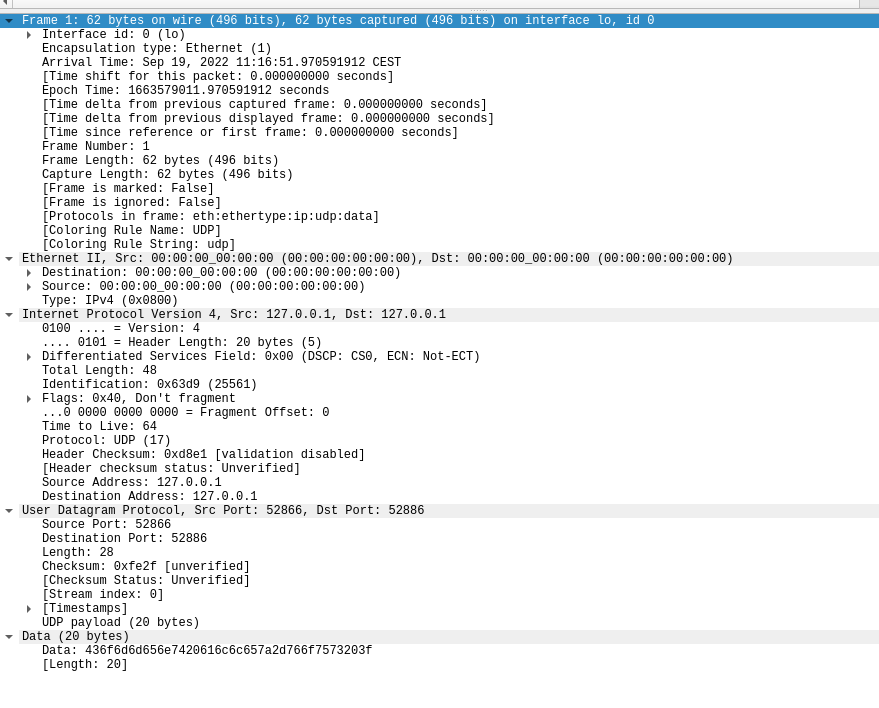 Frame 1: 62 bytes on wire (496 bits), 62 bytes captured (496 bits) on interface lo, id 0
Interface id: 0 (lo)
Encapsulation type: Ethernet (1)
Arrival Time: Sep 19, 2022 11:16:51.970591912 CEST
[Time shift for this packet: 0.000000000 seconds]
Epoch Time: 1663579011.970591912 seconds
[Time delta from previous captured frame: 0.000000000 seconds]
[Time delta from previous displayed frame: 0.000000000 seconds]
[Time since reference or first frame: 0.000000000 seconds]
Frame Number: 1
Frame Length: 62 bytes (496 bits)
Capture Length: 62 bytes (496 bits)
[Frame is marked: False]
[Frame is ignored: False]
[Protocols in frame: eth:ethertype:ip:udp:data]
[Coloring Rule Name: UDP]
[Coloring Rule String: udp]
Ethernet II, Src: 00:00:00_00:00:00 (00:00:00:00:00:00), Dst: 00:00:00_00:00:00 (00:00:00:00:00:00)
Destination: 00:00:00_00:00:00 (00:00:00:00:00:00)
Source: 00:00:00_00:00:00 (00:00:00:00:00:00)
Type: IPv4 (0x0800)
Internet Protocol Version 4, Src: 127.0.0.1, Dst: 127.0.0.1
0100 .... = Version: 4
.... 0101 = Header Length: 20 bytes (5)
Differentiated Services Field: 0x00 (DSCP: CS0, ECN: Not-ECT)
Total Length: 48
Identification: 0x63d9 (25561)
Flags: 0x40, Don't fragment
...0 0000 0000 0000 = Fragment Offset: 0
Time to Live: 64
Protocol: UDP (17)
Header Checksum: 0xd8e1 [validation disabled]
[Header checksum status: Unverified]
Source Address: 127.0.0.1
Destination Address: 127.0.0.1
User Datagram Protocol, Src Port: 52866, Dst Port: 52886
Source Port: 52866
Destination Port: 52886
Length: 28
Checksum: 0xfe2f [unverified]
[Checksum Status: Unverified]
[Stream index: 0]
[Timestamps]
UDP payload (20 bytes)
Data (20 bytes)
Data: 436f6d6d656e7420616c6c657a2d766f7573203f
[Length: 20]